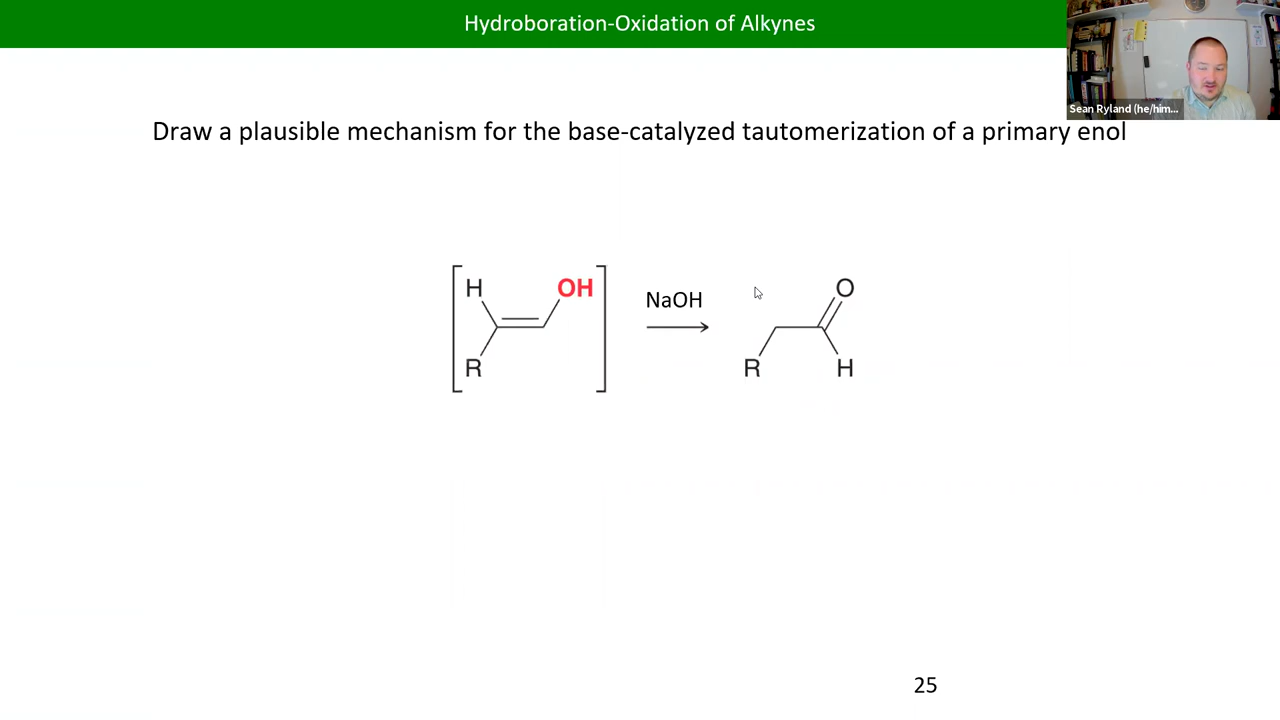 Hydroboration-Oxidation of Alkynes
Sean Ryland (he/him...
Draw a plausible mechanism for the base-catalyzed tautomerization of a primary enol
H OH
NaOH
O
R
R H
25